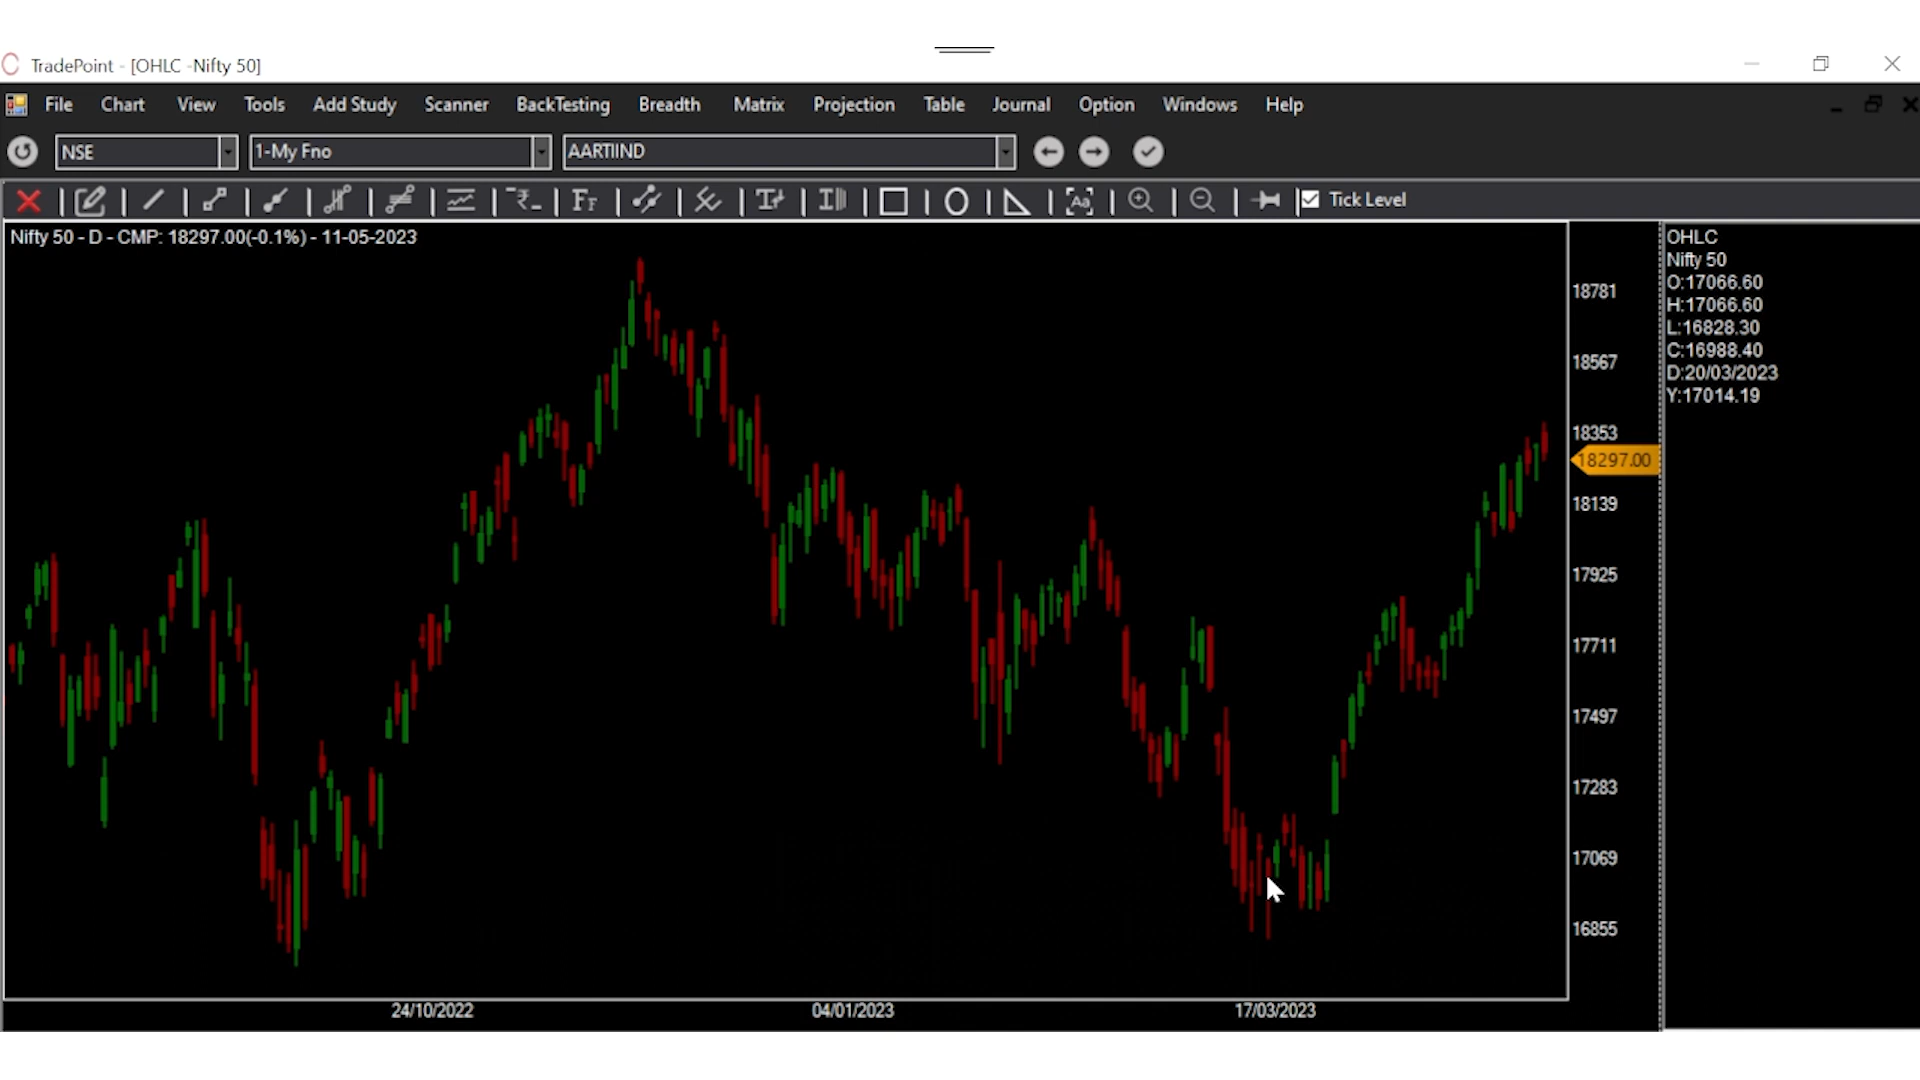 TradePoint - [OHLC -Nifty 50]
File Chart View Tools Add Study Scanner BackTesting Breadth Matrix Projection Table Journal Option Windows Help
NSE 1-My Fno AARTIIND
Tick Level
Nifty 50 - D - CMP: 18297.00(-0.1%) - 11-05-2023
18781
18567
18353
18297.00
18139
17925
17711
17497
17283
17069
16855
24/10/2022 04/01/2023 17/03/2023
OHLC
Nifty 50
O:17066.60
H:17066.60
L:16828.30
C:16988.40
D:20/03/2023
Y:17014.19